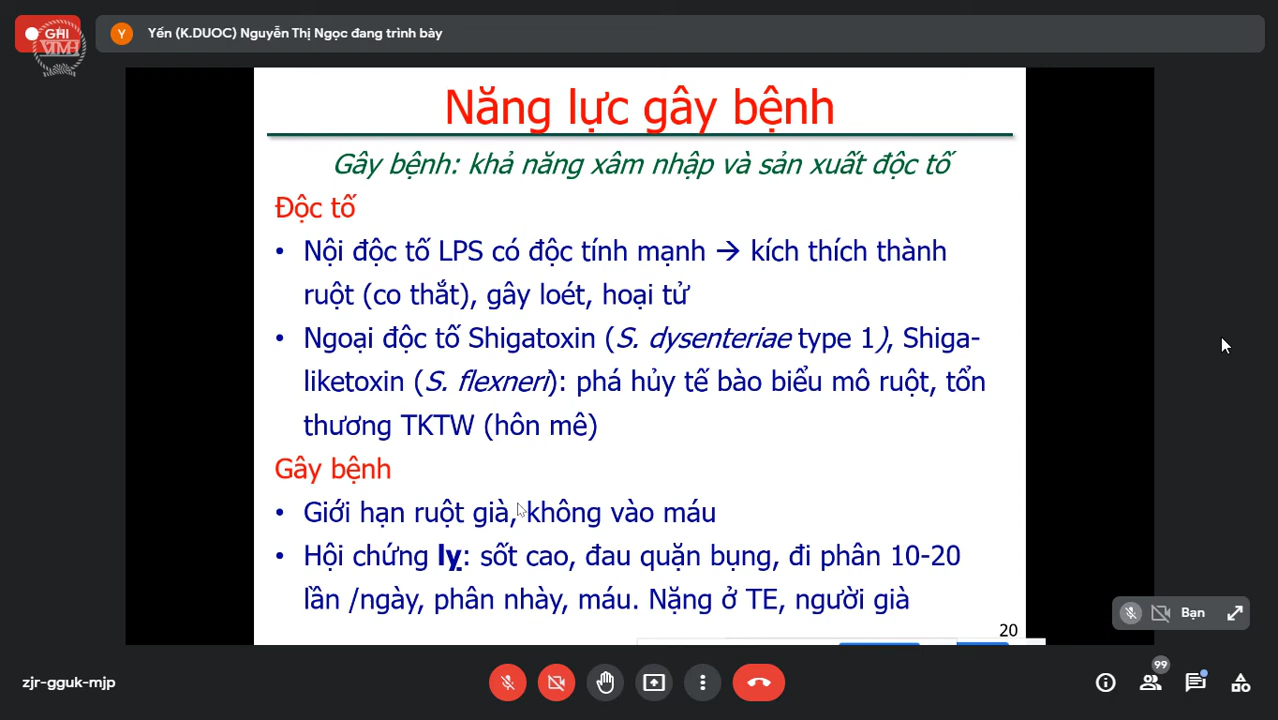 GHI
VTMH
Y Yến (K.DUOC) Nguyễn Thị Ngọc đang trình bày
Năng lực gây bệnh
Gây bệnh: khả năng xâm nhập và sản xuất độc tố
Độc tố
• Nội độc tố LPS có độc tính mạnh → kích thích thành
ruột (co thắt), gây loét, hoại tử
• Ngoại độc tố Shigatoxin (S. dysenteriae type 1), Shiga-
liketoxin (S. flexneri): phá hủy tế bào biểu mô ruột, tổn
thương TKTW (hôn mê)
Gây bệnh
• Giới hạn ruột già, không vào máu
• Hội chứng lỵ: sốt cao, đau quặn bụng, đi phân 10-20
lần /ngày, phân nhày, máu. Nặng ở TE, người già
20
Bạn
zjr-gguk-mjp
99